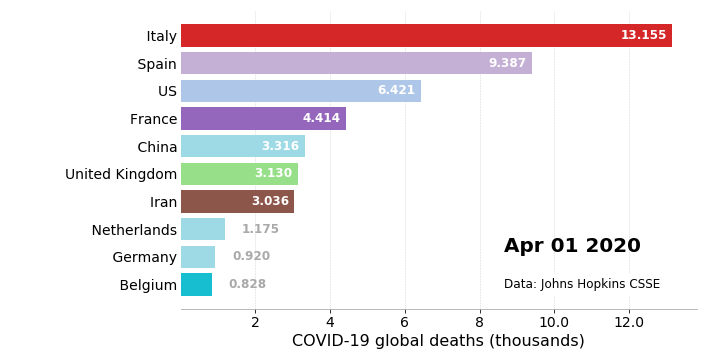 Italy 13.155
Spain 9.387
US 6.421
France 4.414
China 3.316
United Kingdom 3.130
Iran 3.036
Netherlands 1.175
Germany 0.920
Belgium 0.828
Apr 01 2020
Data: Johns Hopkins CSSE
2 4 6 8 10.0 12.0
COVID-19 global deaths (thousands)